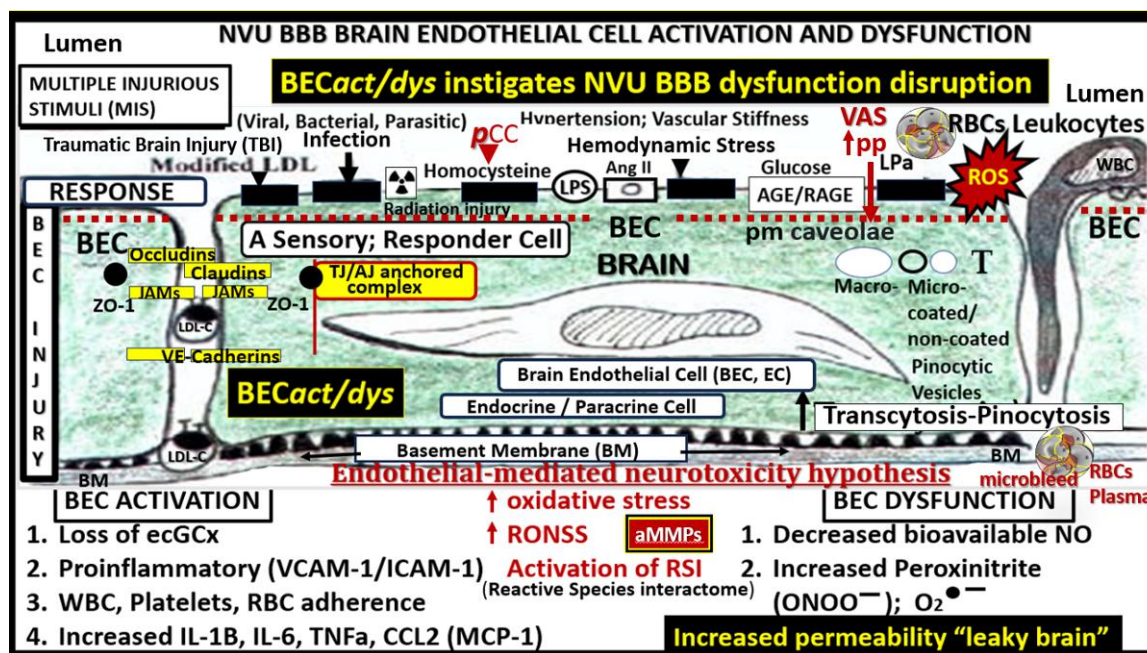 NVU BBB BRAIN ENDOTHELIAL CELL ACTIVATION AND DYSFUNCTION
Lumen
BECact/dys instigates NVU BBB dysfunction disruption
Lumen
MULTIPLE INJURIOUS
STIMULI (MIS)
(Viral, Bacterial, Parasitic)
Hypertension; Vascular Stiffness
VAS
↑pp
RBCs Leukocytes
Traumatic Brain Injury (TBI)
Infection
pCC
Hemodynamic Stress
Modified LDL
Homocysteine
LPS
Ang II
Glucose
LPa
ROS
WBC
RESPONSE
Radiation injury
AGE/RAGE
BEC INJURY
BEC
A Sensory; Responder Cell
BEC
pm caveolae
BEC
Occludins
Claudins
TJ/AJ anchored
complex
BRAIN
ZO-1
JAMs
JAMs
ZO-1
Macro-
Micro-
coated/
non-coated
Pinocytic
Vesicles
T
LDL-C
VE-Cadherins
Brain Endothelial Cell (BEC, EC)
BECact/dys
Endocrine / Paracrine Cell
Transcytosis-Pinocytosis
LDL-C
Basement Membrane (BM)
BM
BM
microbleed
RBCs
Plasma
Endothelial-mediated neurotoxicity hypothesis
BEC ACTIVATION
1. Loss of ecGCx
2. Proinflammatory (VCAM-1/ICAM-1)
3. WBC, Platelets, RBC adherence
4. Increased IL-1B, IL-6, TNFa, CCL2 (MCP-1)
↑ oxidative stress
↑ RONSS
aMMPs
Activation of RSI
(Reactive Species interactome)
BEC DYSFUNCTION
1. Decreased bioavailable NO
2. Increased Peroxinitrite
(ONOO⁻); O₂•⁻
Increased permeability “leaky brain”